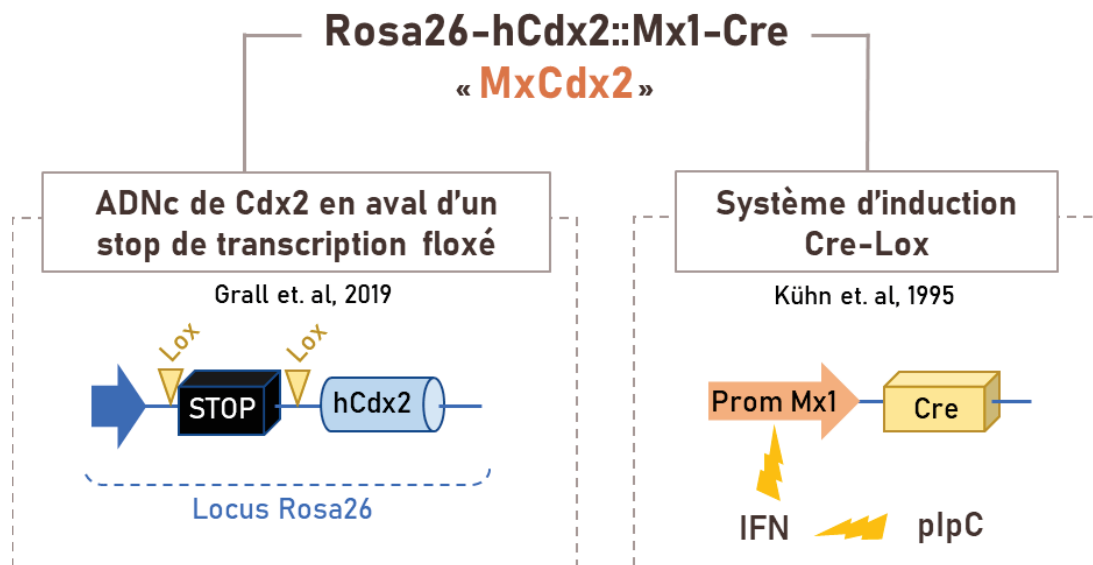 Rosa26-hCdx2::Mx1-Cre
« MxCdx2 »
ADNc de Cdx2 en aval d'un
stop de transcription floxé
Grall et. al, 2019
Lox
Lox
STOP
hCdx2
Locus Rosa26
Système d'induction
Cre-Lox
Kühn et. al, 1995
Prom Mx1
Cre
IFN
pIpC